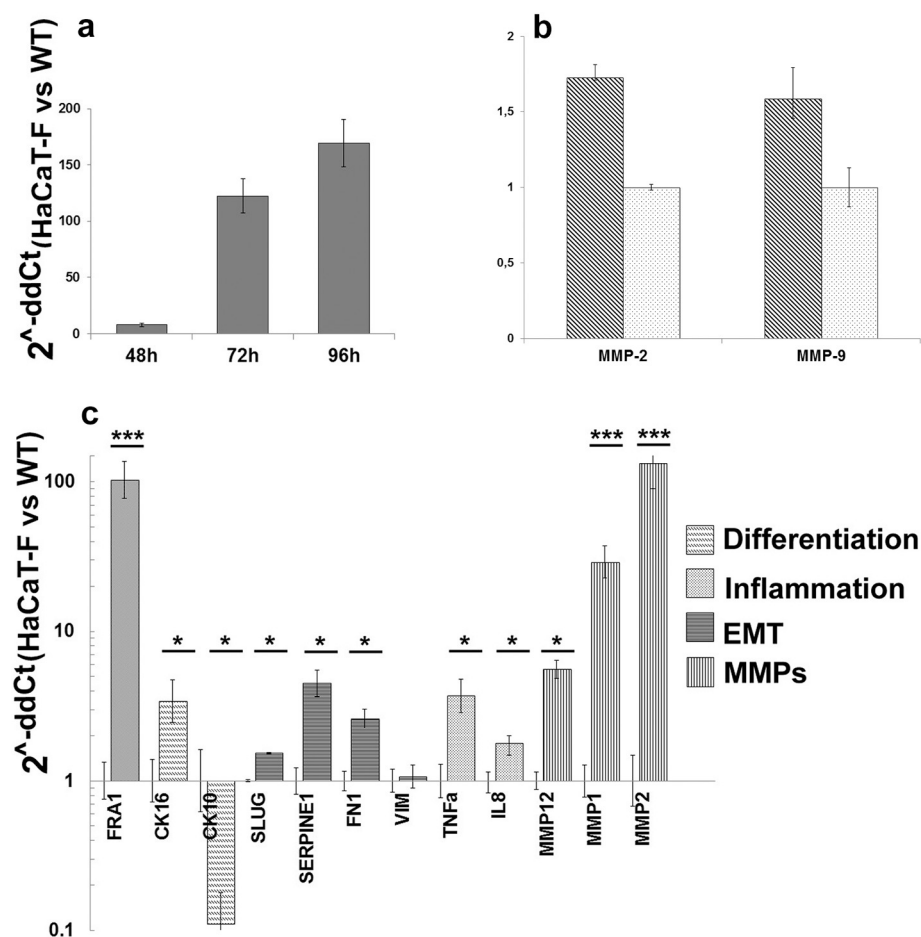 a
2^-ddCt(HaCaT-F vs WT)
200
150
100
50
0
48h 72h 96h
b
2
1,5
1
0,5
0
MMP-2 MMP-9
c
2^-ddCt(HaCaT-F vs WT)
100
10
1
0.1
*** * * * * * * * * *** ***
FRA1
CK16
CK10
SLUG
SERPINE1
FN1
VIM
TNFa
IL8
MMP12
MMP1
MMP2
Differentiation
Inflammation
EMT
MMPs